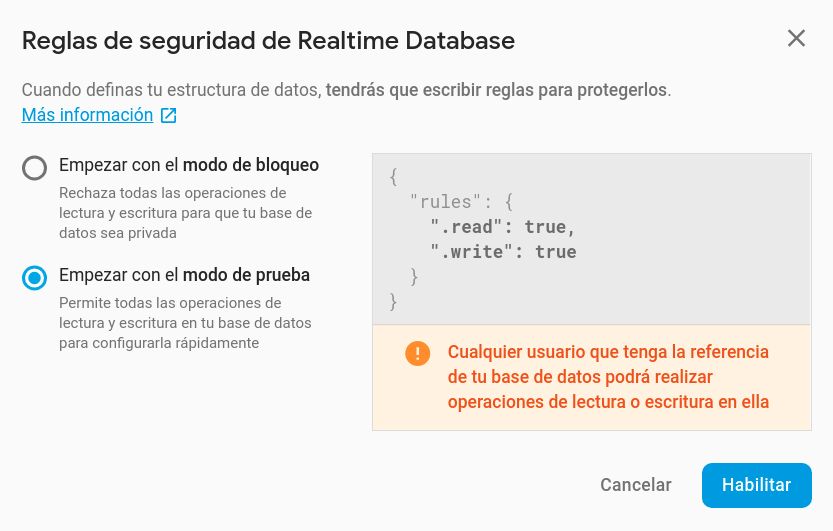 Reglas de seguridad de Realtime Database
Cuando definas tu estructura de datos, tendrás que escribir reglas para protegerlos.
Más información
Empezar con el modo de bloqueo
Rechaza todas las operaciones de
lectura y escritura para que tu base de
datos sea privada
Empezar con el modo de prueba
Permite todas las operaciones de
lectura y escritura en tu base de datos
para configurarla rápidamente
{
"rules": {
".read": true,
".write": true
}
}
Cualquier usuario que tenga la referencia
de tu base de datos podrá realizar
operaciones de lectura o escritura en ella
Cancelar
Habilitar